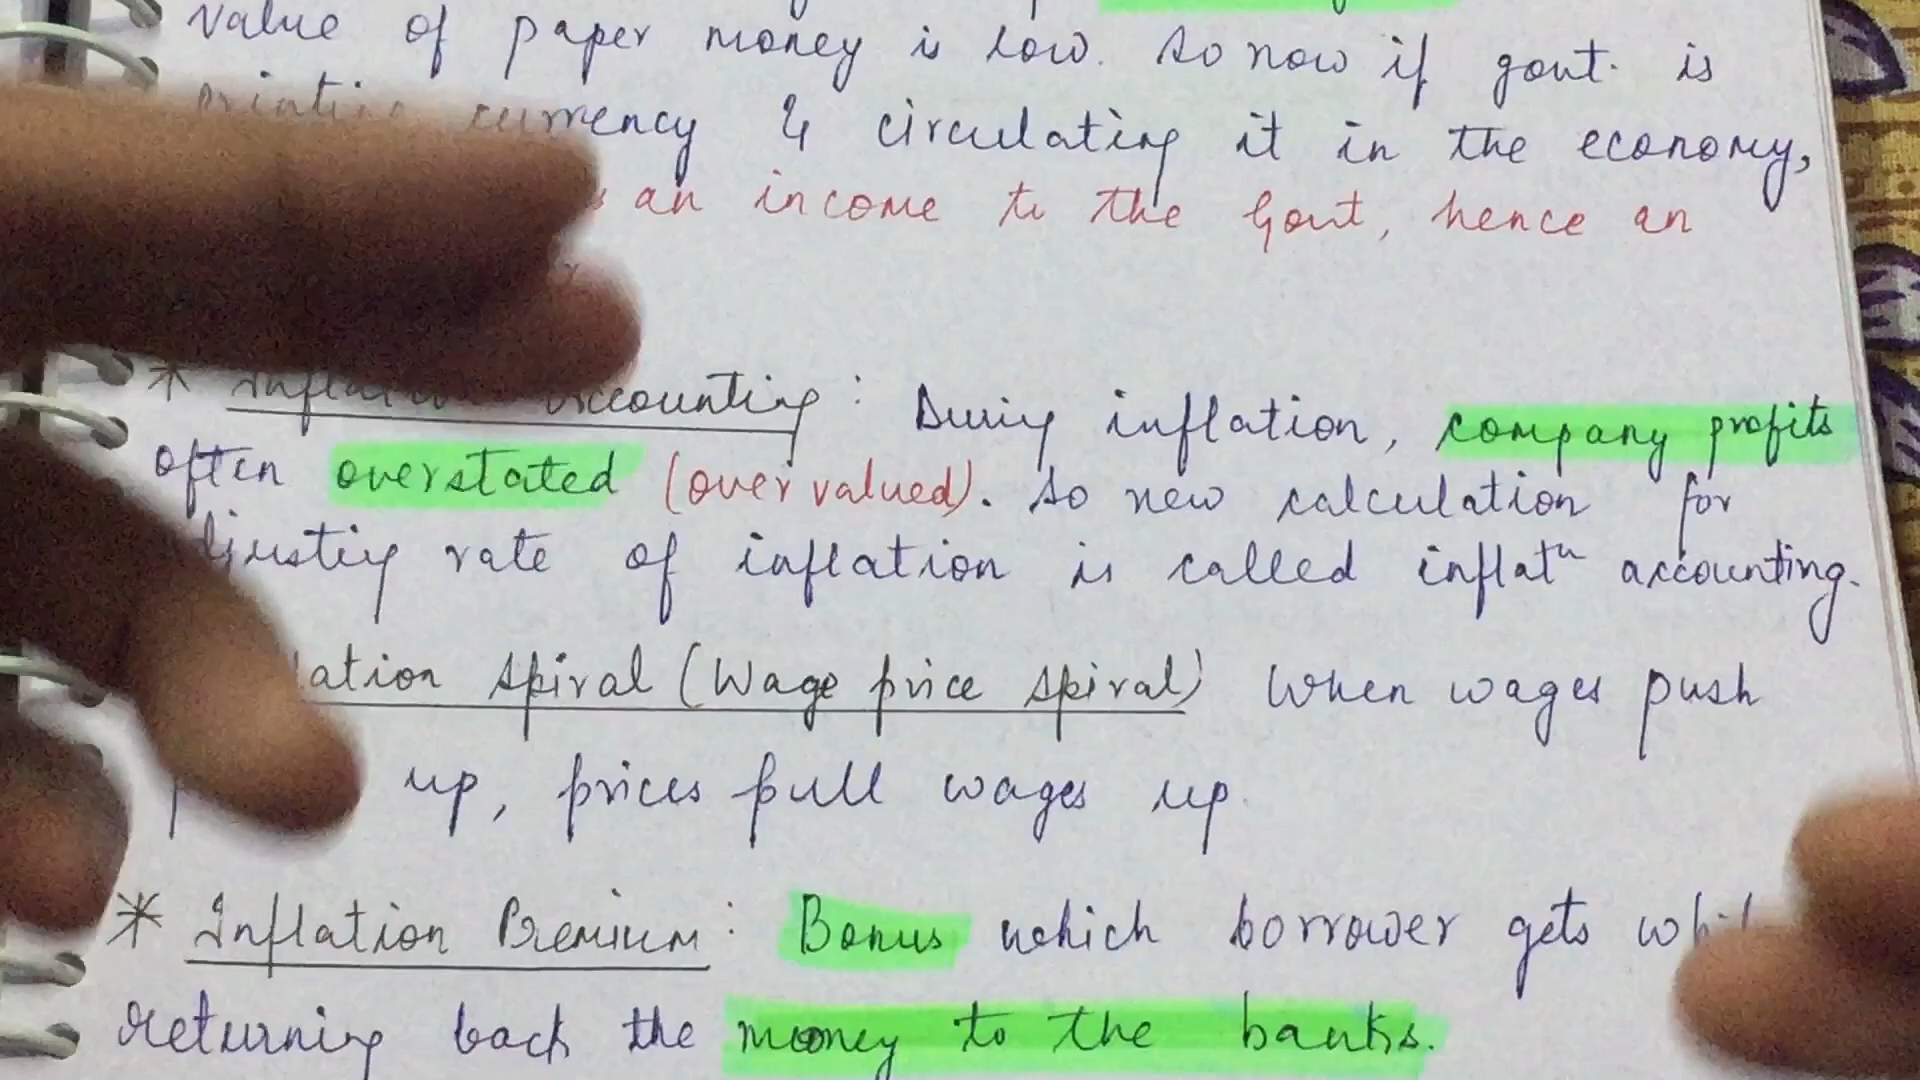 value of paper money is low. So now if govt. is
currency & circulating it in the economy,
an income to the Govt, hence an
* accounting : During inflation, company profits
often overstated (over valued). So new calculation for
rate of inflation is called inflatn accounting.
Spiral (Wage price spiral) When wages push
up, prices pull wages up.
* Inflation Premium : Bonus which borrower gets
returning back the money to the banks.